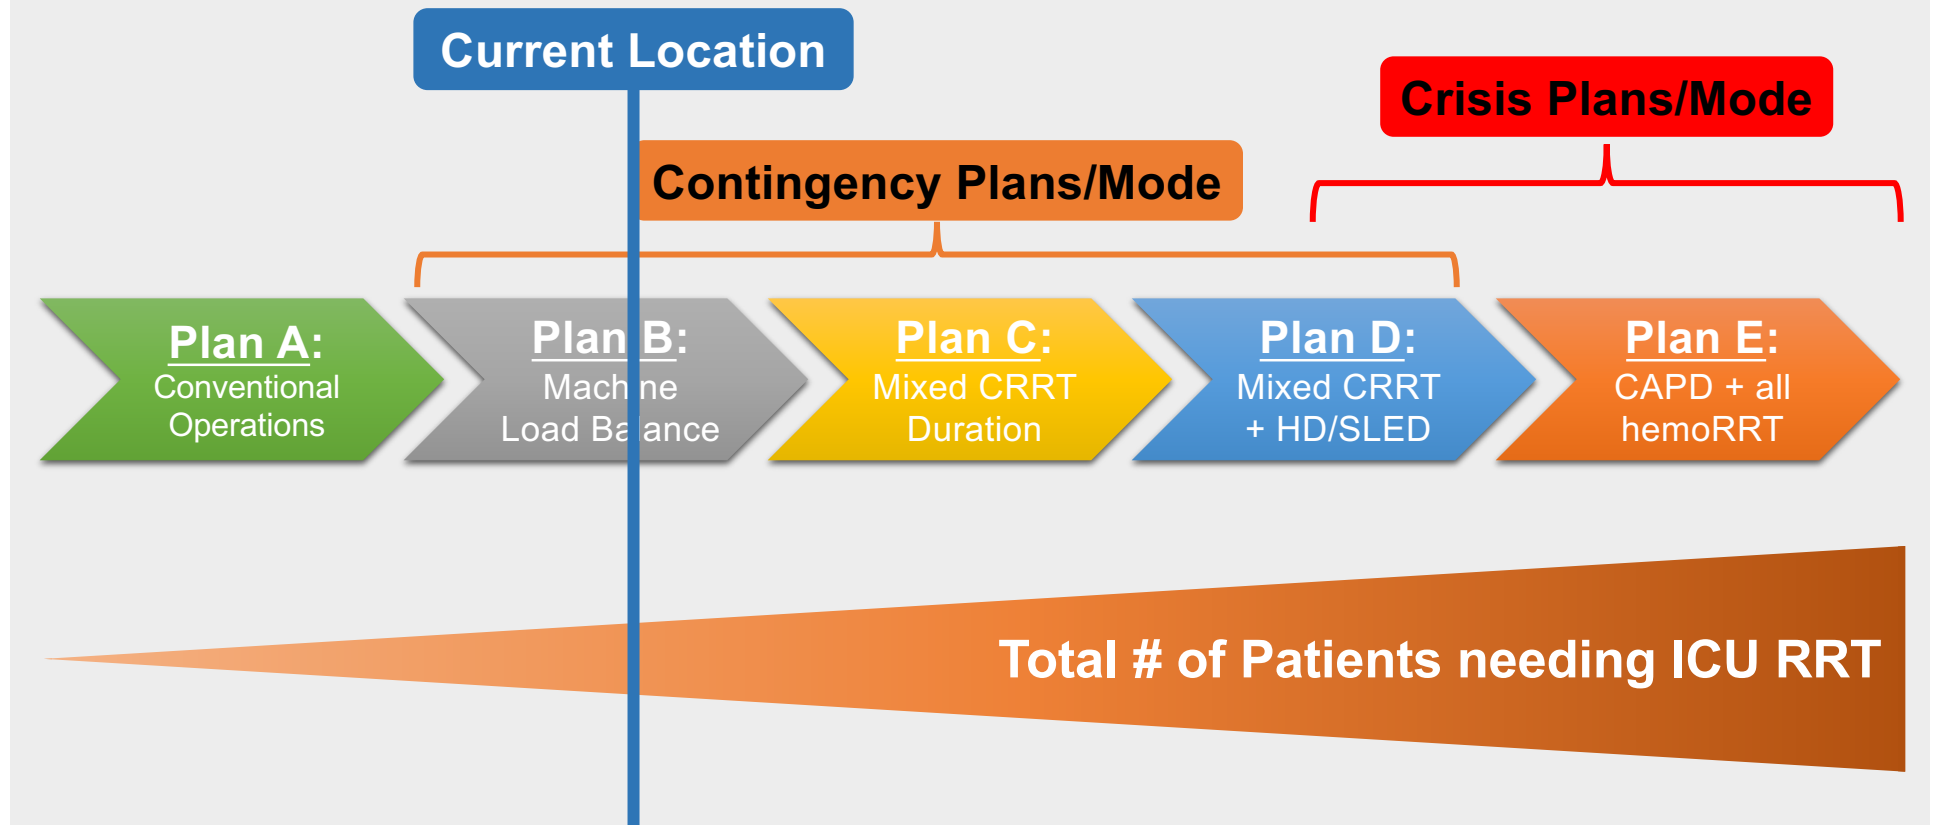 Current Location
Crisis Plans/Mode
Contingency Plans/Mode
Plan A:
Conventional
Operations
Plan B:
Machine
Load Balance
Plan C:
Mixed CRRT
Duration
Plan D:
Mixed CRRT
+ HD/SLED
Plan E:
CAPD + all
hemoRRT
Total # of Patients needing ICU RRT